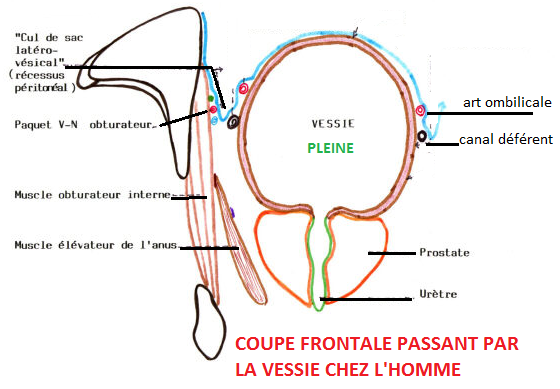 "Cul de sac
latéro-
vésical"
(récessus
péritonéal)
Paquet V-N obturateur
Muscle obturateur interne
Muscle élévateur de l'anus
VESSIE
PLEINE
art ombilicale
canal déférent
Prostate
Urètre
COUPE FRONTALE PASSANT PAR
LA VESSIE CHEZ L'HOMME